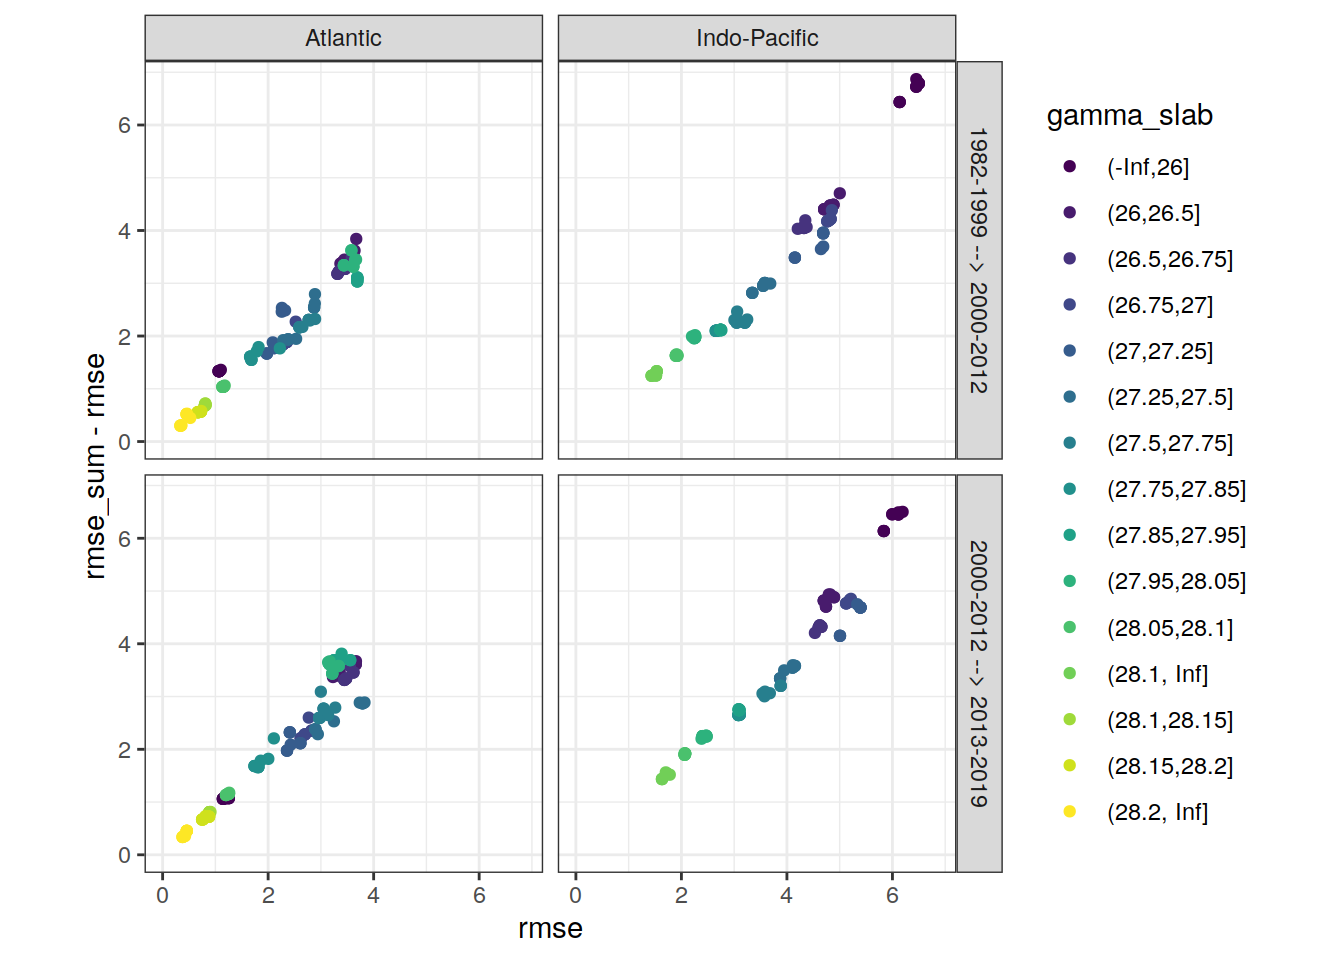 Atlantic
Indo-Pacific
1982-1999 --> 2000-2012
2000-2012 --> 2013-2019
rmse_sum - rmse
6
4
2
0
6
4
2
0
0
2
4
6
0
2
4
6
rmse
gamma_slab
(-Inf,26]
(26,26.5]
(26.5,26.75]
(26.75,27]
(27,27.25]
(27.25,27.5]
(27.5,27.75]
(27.75,27.85]
(27.85,27.95]
(27.95,28.05]
(28.05,28.1]
(28.1, Inf]
(28.1,28.15]
(28.15,28.2]
(28.2, Inf]